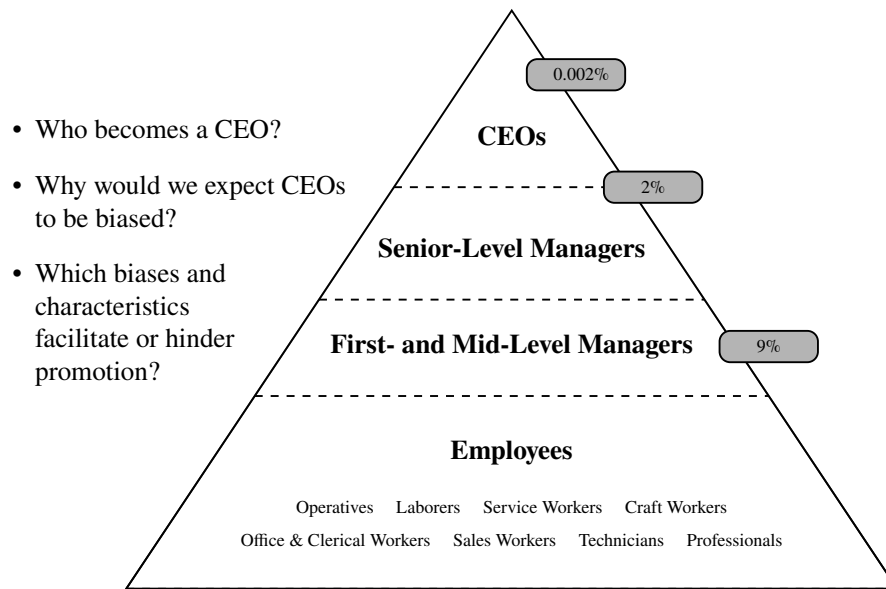 • Who becomes a CEO?
• Why would we expect CEOs
to be biased?
• Which biases and
characteristics
facilitate or hinder
promotion?
0.002%
CEOs
2%
Senior-Level Managers
First- and Mid-Level Managers
9%
Employees
Operatives Laborers Service Workers Craft Workers
Office & Clerical Workers Sales Workers Technicians Professionals